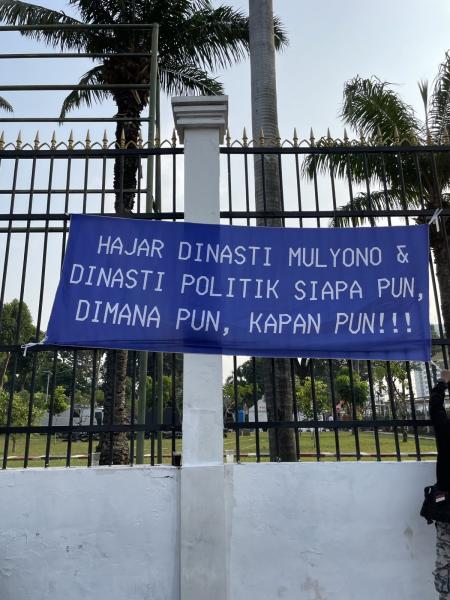 HAJAR DINASTI MULYONO &
DINASTI POLITIK SIAPA PUN,
DIMANA PUN, KAPAN PUN!!!